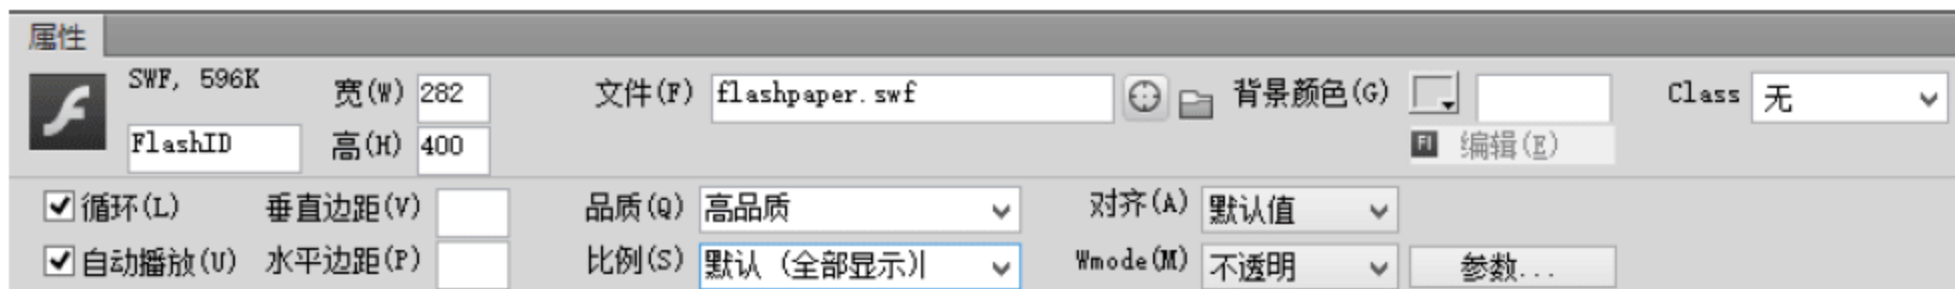 属性
SWF, 596K 宽(W) 282 文件(F) flashpaper.swf 背景颜色(G) Class 无
FlashID 高(H) 400 编辑(E)
循环(L) 垂直边距(V) 品质(Q) 高品质 对齐(A) 默认值
自动播放(U) 水平边距(P) 比例(S) 默认（全部显示) Wmode(M) 不透明 参数...